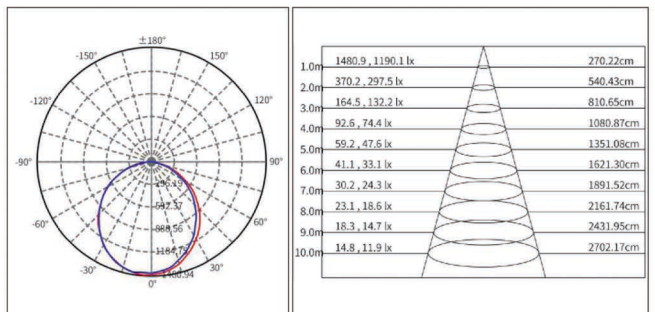 ±180°
-150° 150°
-120° 120°
-90° 90°
296.19
592.37
-60° 888.56 60°
1184.75
-30° 1480.94 30°
0°
1480.9 , 1190.1 lx 270.22cm
1.0m
370.2 , 297.5 lx 540.43cm
2.0m
164.5 , 132.2 lx 810.65cm
3.0m
92.6 , 74.4 lx 1080.87cm
4.0m
59.2 , 47.6 lx 1351.08cm
5.0m
41.1 , 33.1 lx 1621.30cm
6.0m
30.2 , 24.3 lx 1891.52cm
7.0m
23.1 , 18.6 lx 2161.74cm
8.0m
18.3 , 14.7 lx 2431.95cm
9.0m
14.8 , 11.9 lx 2702.17cm
10.0m